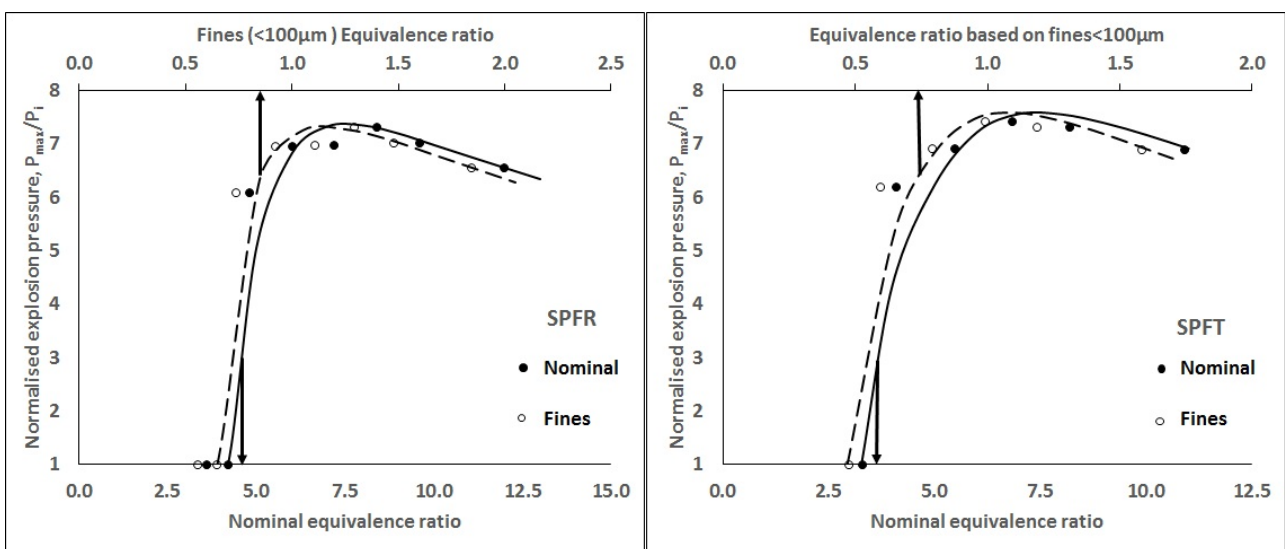 Fines (<100µm ) Equivalence ratio
0.0 0.5 1.0 1.5 2.0 2.5
8
7
6
5
4
3
2
1
Normalised explosion pressure, Pmax/Pi
SPFR
Nominal
Fines
0.0 2.5 5.0 7.5 10.0 12.5 15.0
Nominal equivalence ratio
Equivalence ratio based on fines<100µm
0.0 0.5 1.0 1.5 2.0
8
7
6
5
4
3
2
1
Normalised explosion pressure, Pmax/Pi
SPFT
Nominal
Fines
0.0 2.5 5.0 7.5 10.0 12.5
Nominal equivalence ratio